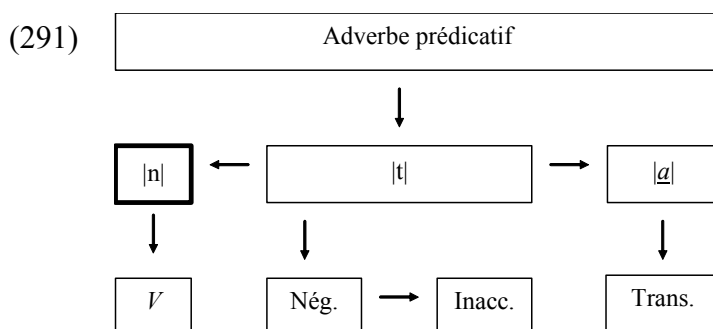 (291) Adverbe prédicatif
|n| |t| |a|
V Nég. Inacc. Trans.